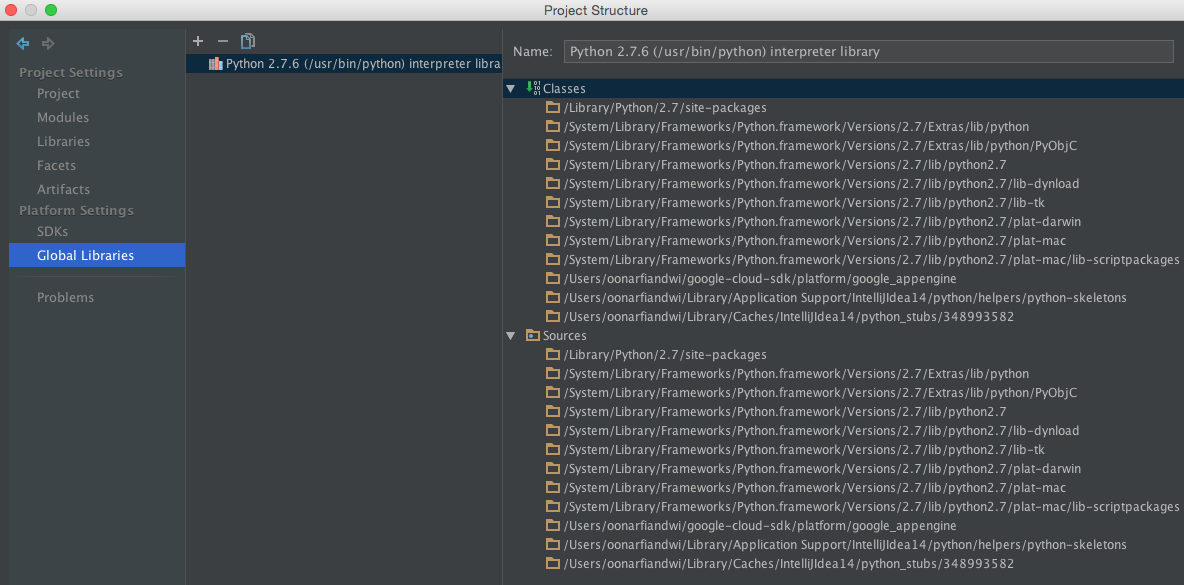 Project Structure
Project Settings
Project
Modules
Libraries
Facets
Artifacts
Platform Settings
SDKs
Global Libraries
Problems
Python 2.7.6 (/usr/bin/python) interpreter libra
Name: Python 2.7.6 (/usr/bin/python) interpreter library
Classes
/Library/Python/2.7/site-packages
/System/Library/Frameworks/Python.framework/Versions/2.7/Extras/lib/python
/System/Library/Frameworks/Python.framework/Versions/2.7/Extras/lib/python/PyObjC
/System/Library/Frameworks/Python.framework/Versions/2.7/lib/python2.7
/System/Library/Frameworks/Python.framework/Versions/2.7/lib/python2.7/lib-dynload
/System/Library/Frameworks/Python.framework/Versions/2.7/lib/python2.7/lib-tk
/System/Library/Frameworks/Python.framework/Versions/2.7/lib/python2.7/plat-darwin
/System/Library/Frameworks/Python.framework/Versions/2.7/lib/python2.7/plat-mac
/System/Library/Frameworks/Python.framework/Versions/2.7/lib/python2.7/plat-mac/lib-scriptpackages
/Users/oonarfiandwi/google-cloud-sdk/platform/google_appengine
/Users/oonarfiandwi/Library/Application Support/IntelliJIdea14/python/helpers/python-skeletons
/Users/oonarfiandwi/Library/Caches/IntelliJIdea14/python_stubs/348993582
Sources
/Library/Python/2.7/site-packages
/System/Library/Frameworks/Python.framework/Versions/2.7/Extras/lib/python
/System/Library/Frameworks/Python.framework/Versions/2.7/Extras/lib/python/PyObjC
/System/Library/Frameworks/Python.framework/Versions/2.7/lib/python2.7
/System/Library/Frameworks/Python.framework/Versions/2.7/lib/python2.7/lib-dynload
/System/Library/Frameworks/Python.framework/Versions/2.7/lib/python2.7/lib-tk
/System/Library/Frameworks/Python.framework/Versions/2.7/lib/python2.7/plat-darwin
/System/Library/Frameworks/Python.framework/Versions/2.7/lib/python2.7/plat-mac
/System/Library/Frameworks/Python.framework/Versions/2.7/lib/python2.7/plat-mac/lib-scriptpackages
/Users/oonarfiandwi/google-cloud-sdk/platform/google_appengine
/Users/oonarfiandwi/Library/Application Support/IntelliJIdea14/python/helpers/python-skeletons
/Users/oonarfiandwi/Library/Caches/IntelliJIdea14/python_stubs/348993582